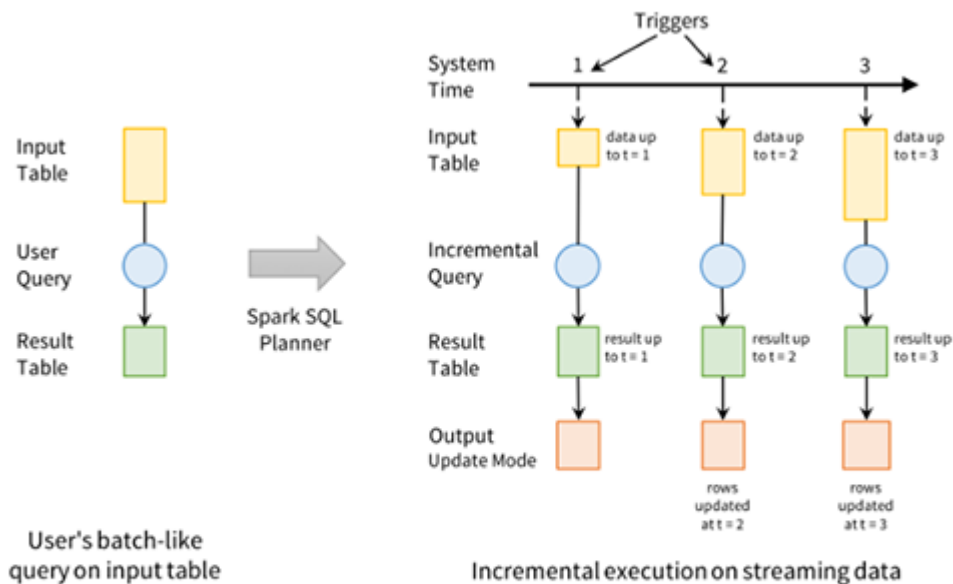 Triggers
System
Time
1
2
3
Input
Table
User
Query
Result
Table
Spark SQL
Planner
User's batch-like
query on input table
Input
Table
data up
to t = 1
data up
to t = 2
data up
to t = 3
Incremental
Query
Result
Table
result up
to t = 1
result up
to t = 2
result up
to t = 3
Output
Update Mode
rows
updated
at t = 2
rows
updated
at t = 3
Incremental execution on streaming data